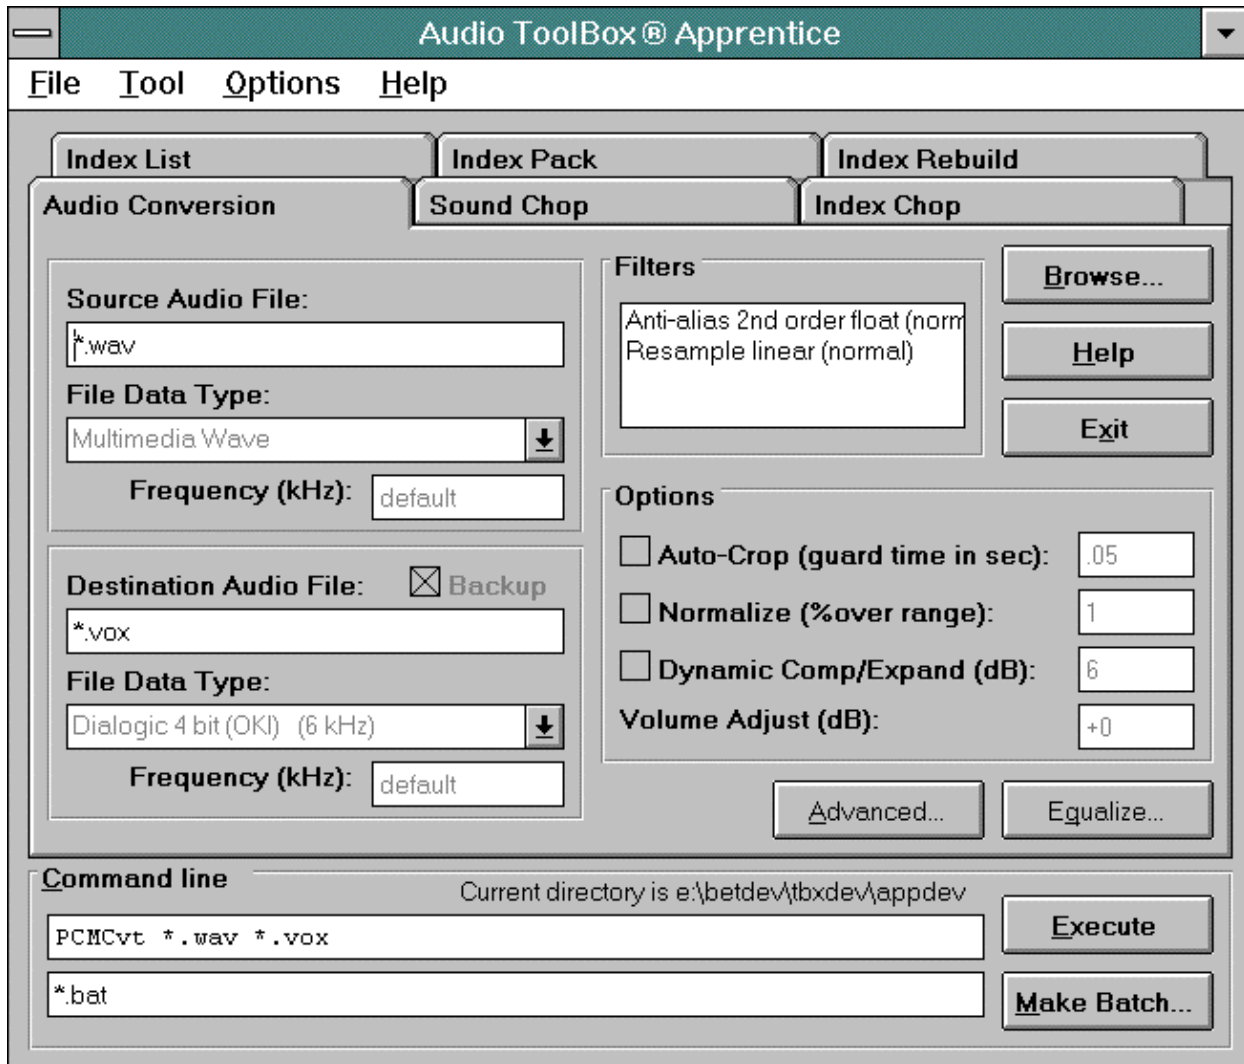 Audio ToolBox® Apprentice
File Tool Options Help
Index List Index Pack Index Rebuild
Audio Conversion Sound Chop Index Chop
Source Audio File:
*.wav
File Data Type:
Multimedia Wave
Frequency (kHz): default
Destination Audio File: Backup
*.vox
File Data Type:
Dialogic 4 bit (OKI) (6 kHz)
Frequency (kHz): default
Filters
Anti-alias 2nd order float (norm
Resample linear (normal)
Browse...
Help
Exit
Options
Auto-Crop (guard time in sec): .05
Normalize (%over range): 1
Dynamic Comp/Expand (dB): 6
Volume Adjust (dB): +0
Advanced... Equalize...
Command line
Current directory is e:\betdev\tbxdev\appdev
PCMCvt *.wav *.vox
Execute
*.bat
Make Batch...